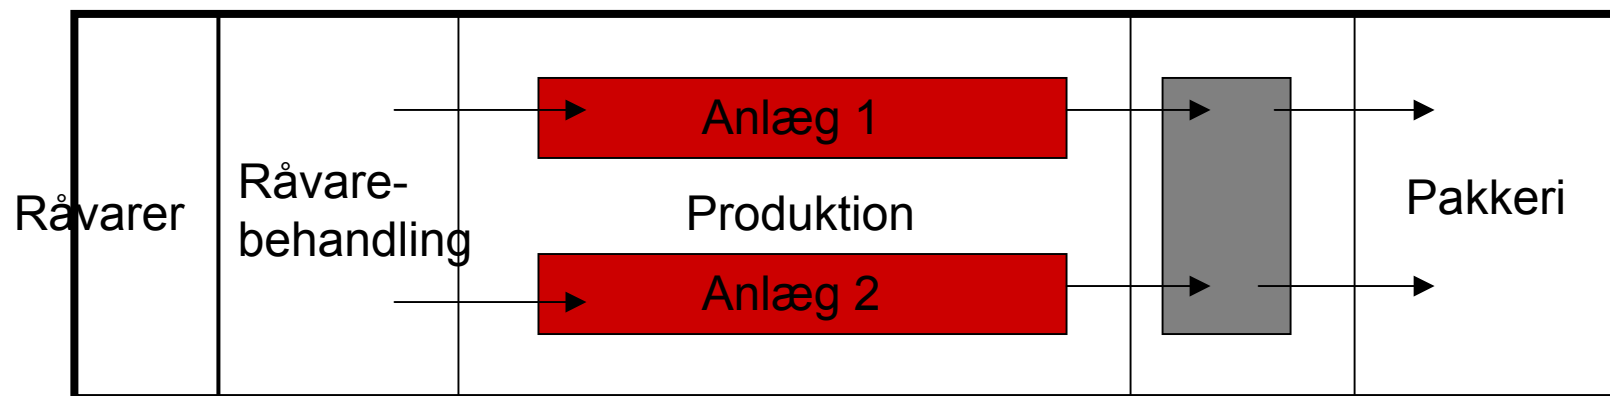 Råvarer
Råvare-
behandling
Anlæg 1
Produktion
Anlæg 2
Pakkeri